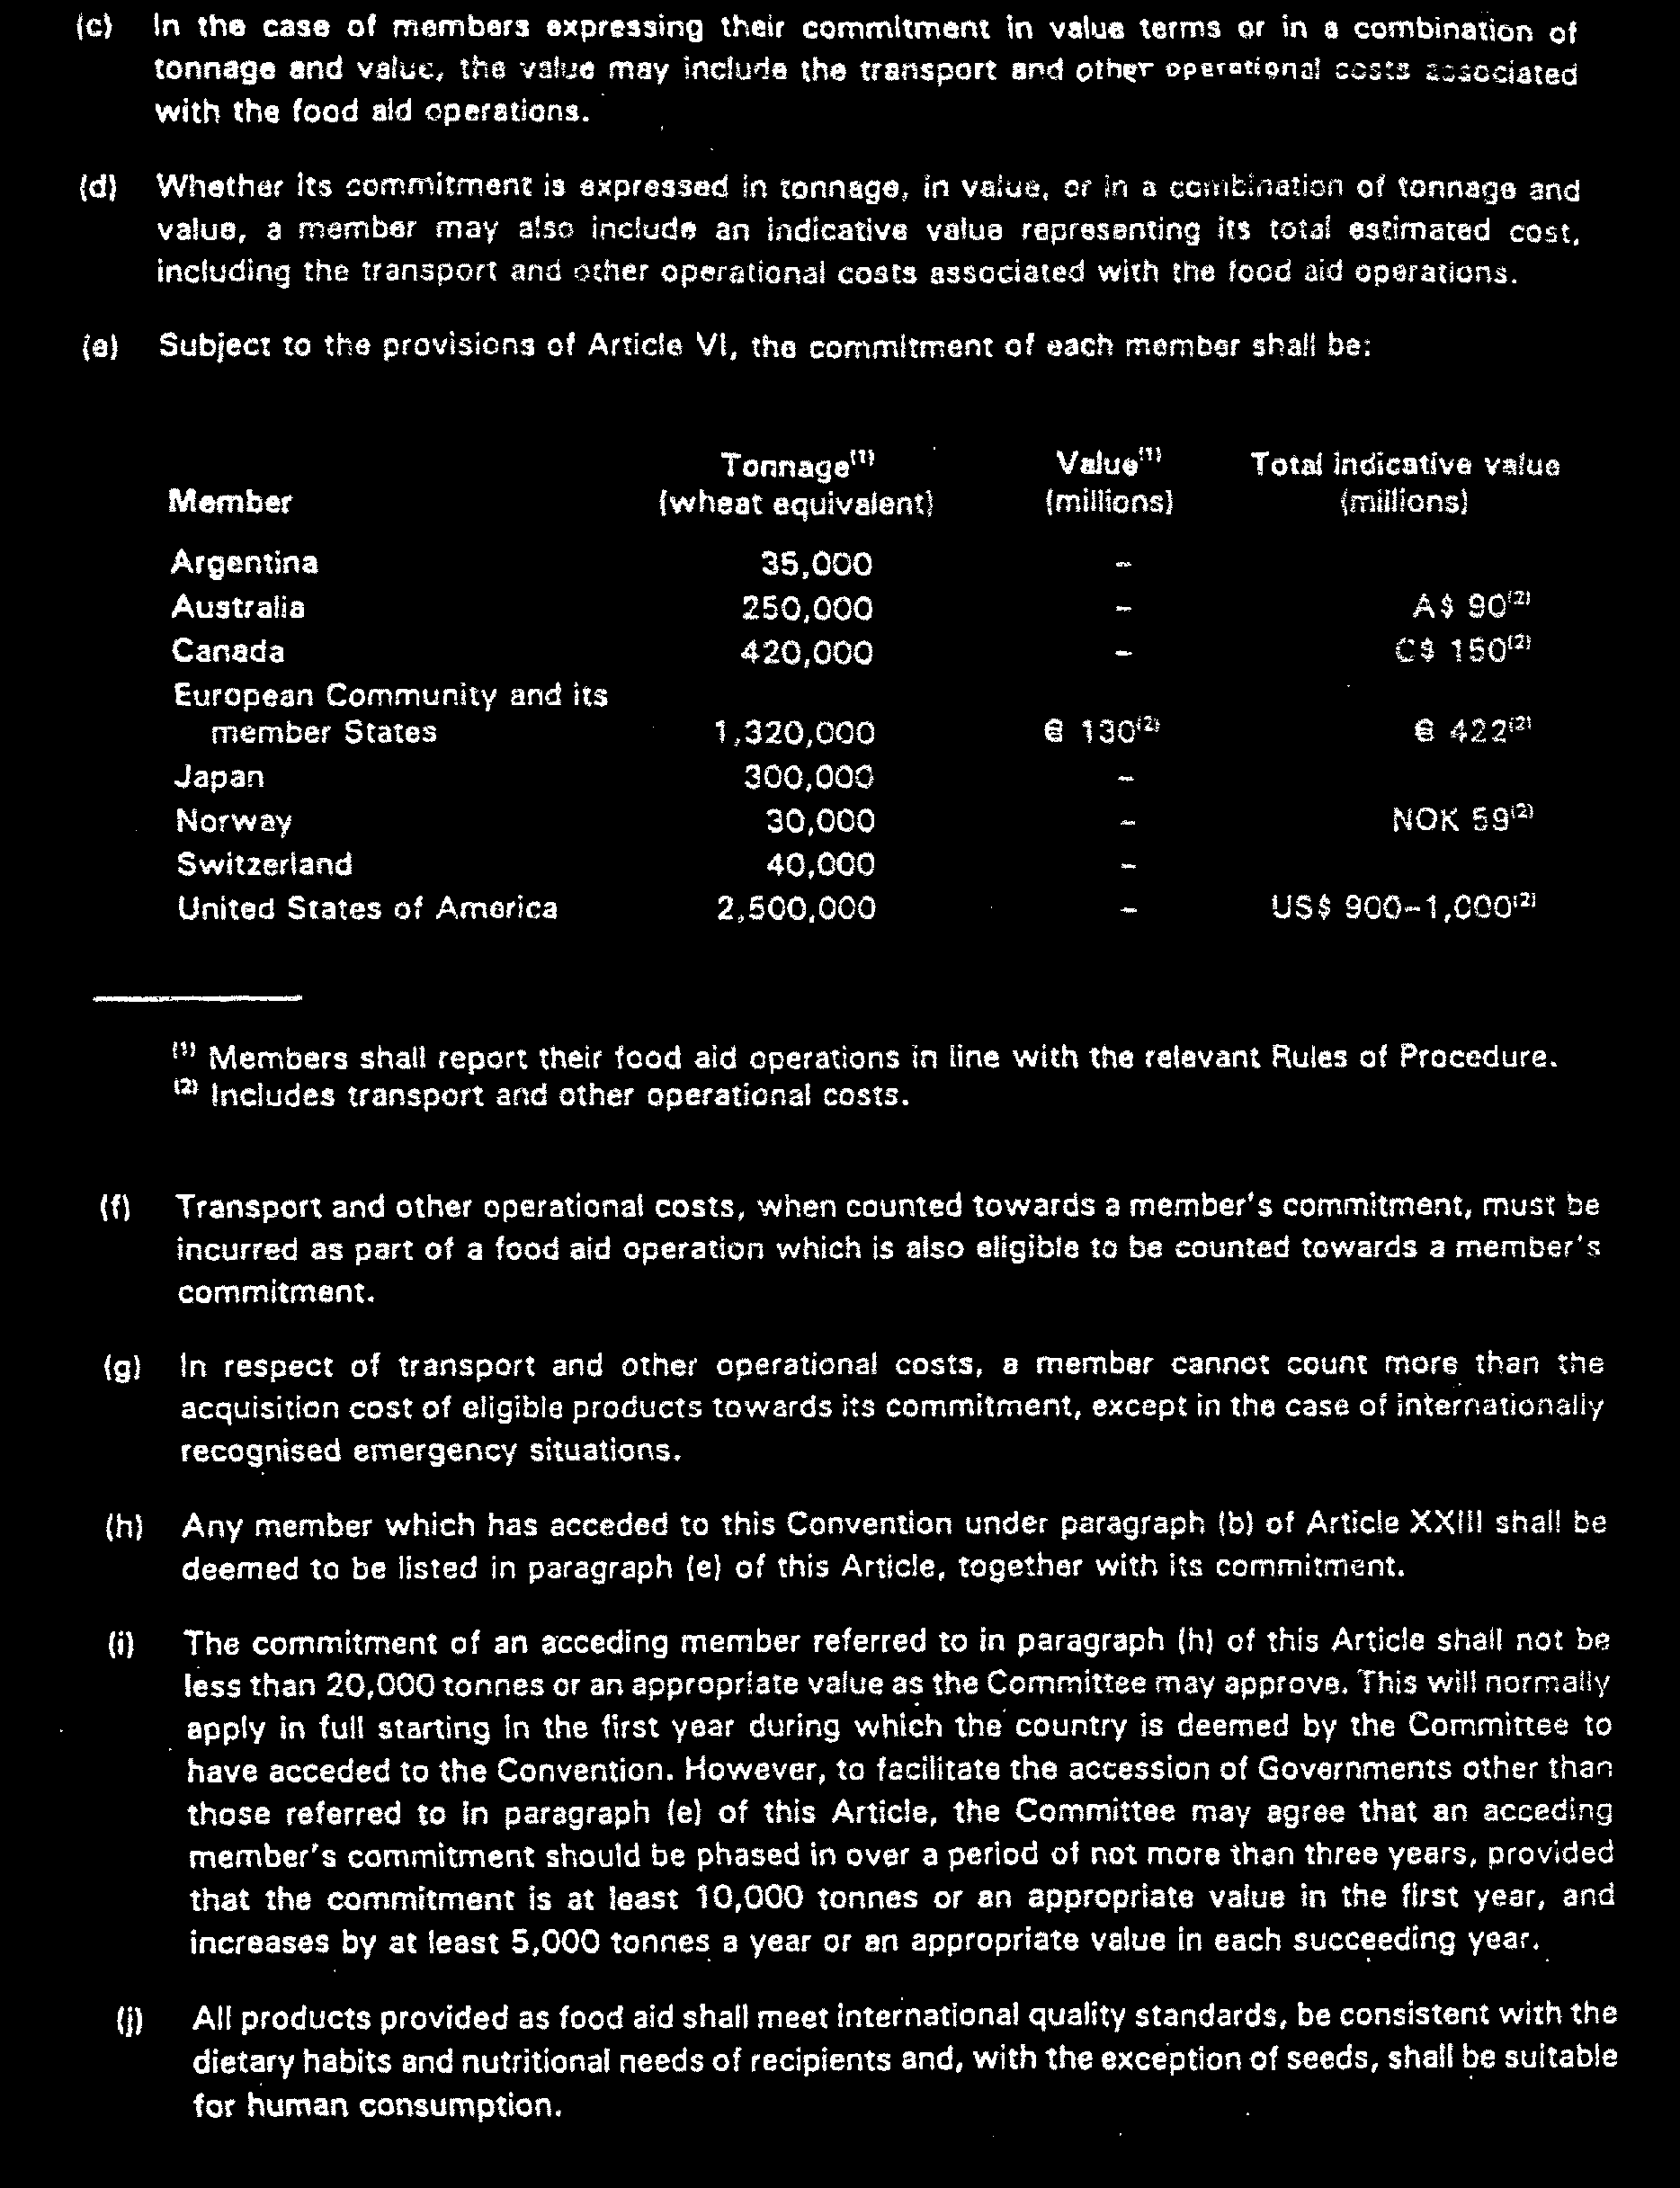 (c) In the case of members expressing their commitment in value terms or in a combination of
tonnage and value, the value may include the transport and other operational costs associated
with the food aid operations.
(d) Whether its commitment is expressed in tonnage, in value, or in a combination of tonnage and
value, a member may also include an indicative value representing its total estimated cost,
including the transport and other operational costs associated with the food aid operations.
(e) Subject to the provisions of Article VI, the commitment of each member shall be:
Tonnage(1) Value(1) Total indicative value
Member (wheat equivalent) (millions) (millions)
Argentina 35,000 –
Australia 250,000 – A$ 90(2)
Canada 420,000 – C$ 150(2)
European Community and its
member States 1,320,000 € 130(2) € 422(2)
Japan 300,000 –
Norway 30,000 – NOK 59(2)
Switzerland 40,000 –
United States of America 2,500,000 – US$ 900–1,000(2)
(1) Members shall report their food aid operations in line with the relevant Rules of Procedure.
(2) Includes transport and other operational costs.
(f) Transport and other operational costs, when counted towards a member's commitment, must be
incurred as part of a food aid operation which is also eligible to be counted towards a member's
commitment.
(g) In respect of transport and other operational costs, a member cannot count more than the
acquisition cost of eligible products towards its commitment, except in the case of internationally
recognised emergency situations.
(h) Any member which has acceded to this Convention under paragraph (b) of Article XXIII shall be
deemed to be listed in paragraph (e) of this Article, together with its commitment.
(i) The commitment of an acceding member referred to in paragraph (h) of this Article shall not be
less than 20,000 tonnes or an appropriate value as the Committee may approve. This will normally
apply in full starting in the first year during which the country is deemed by the Committee to
have acceded to the Convention. However, to facilitate the accession of Governments other than
those referred to in paragraph (e) of this Article, the Committee may agree that an acceding
member's commitment should be phased in over a period of not more than three years, provided
that the commitment is at least 10,000 tonnes or an appropriate value in the first year, and
increases by at least 5,000 tonnes a year or an appropriate value in each succeeding year.
(j) All products provided as food aid shall meet international quality standards, be consistent with the
dietary habits and nutritional needs of recipients and, with the exception of seeds, shall be suitable
for human consumption.